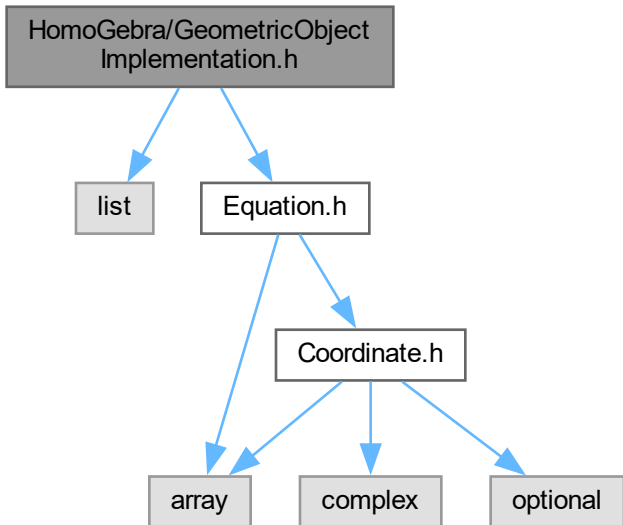 HomoGebra/GeometricObject
Implementation.h
list
Equation.h
Coordinate.h
array
complex
optional